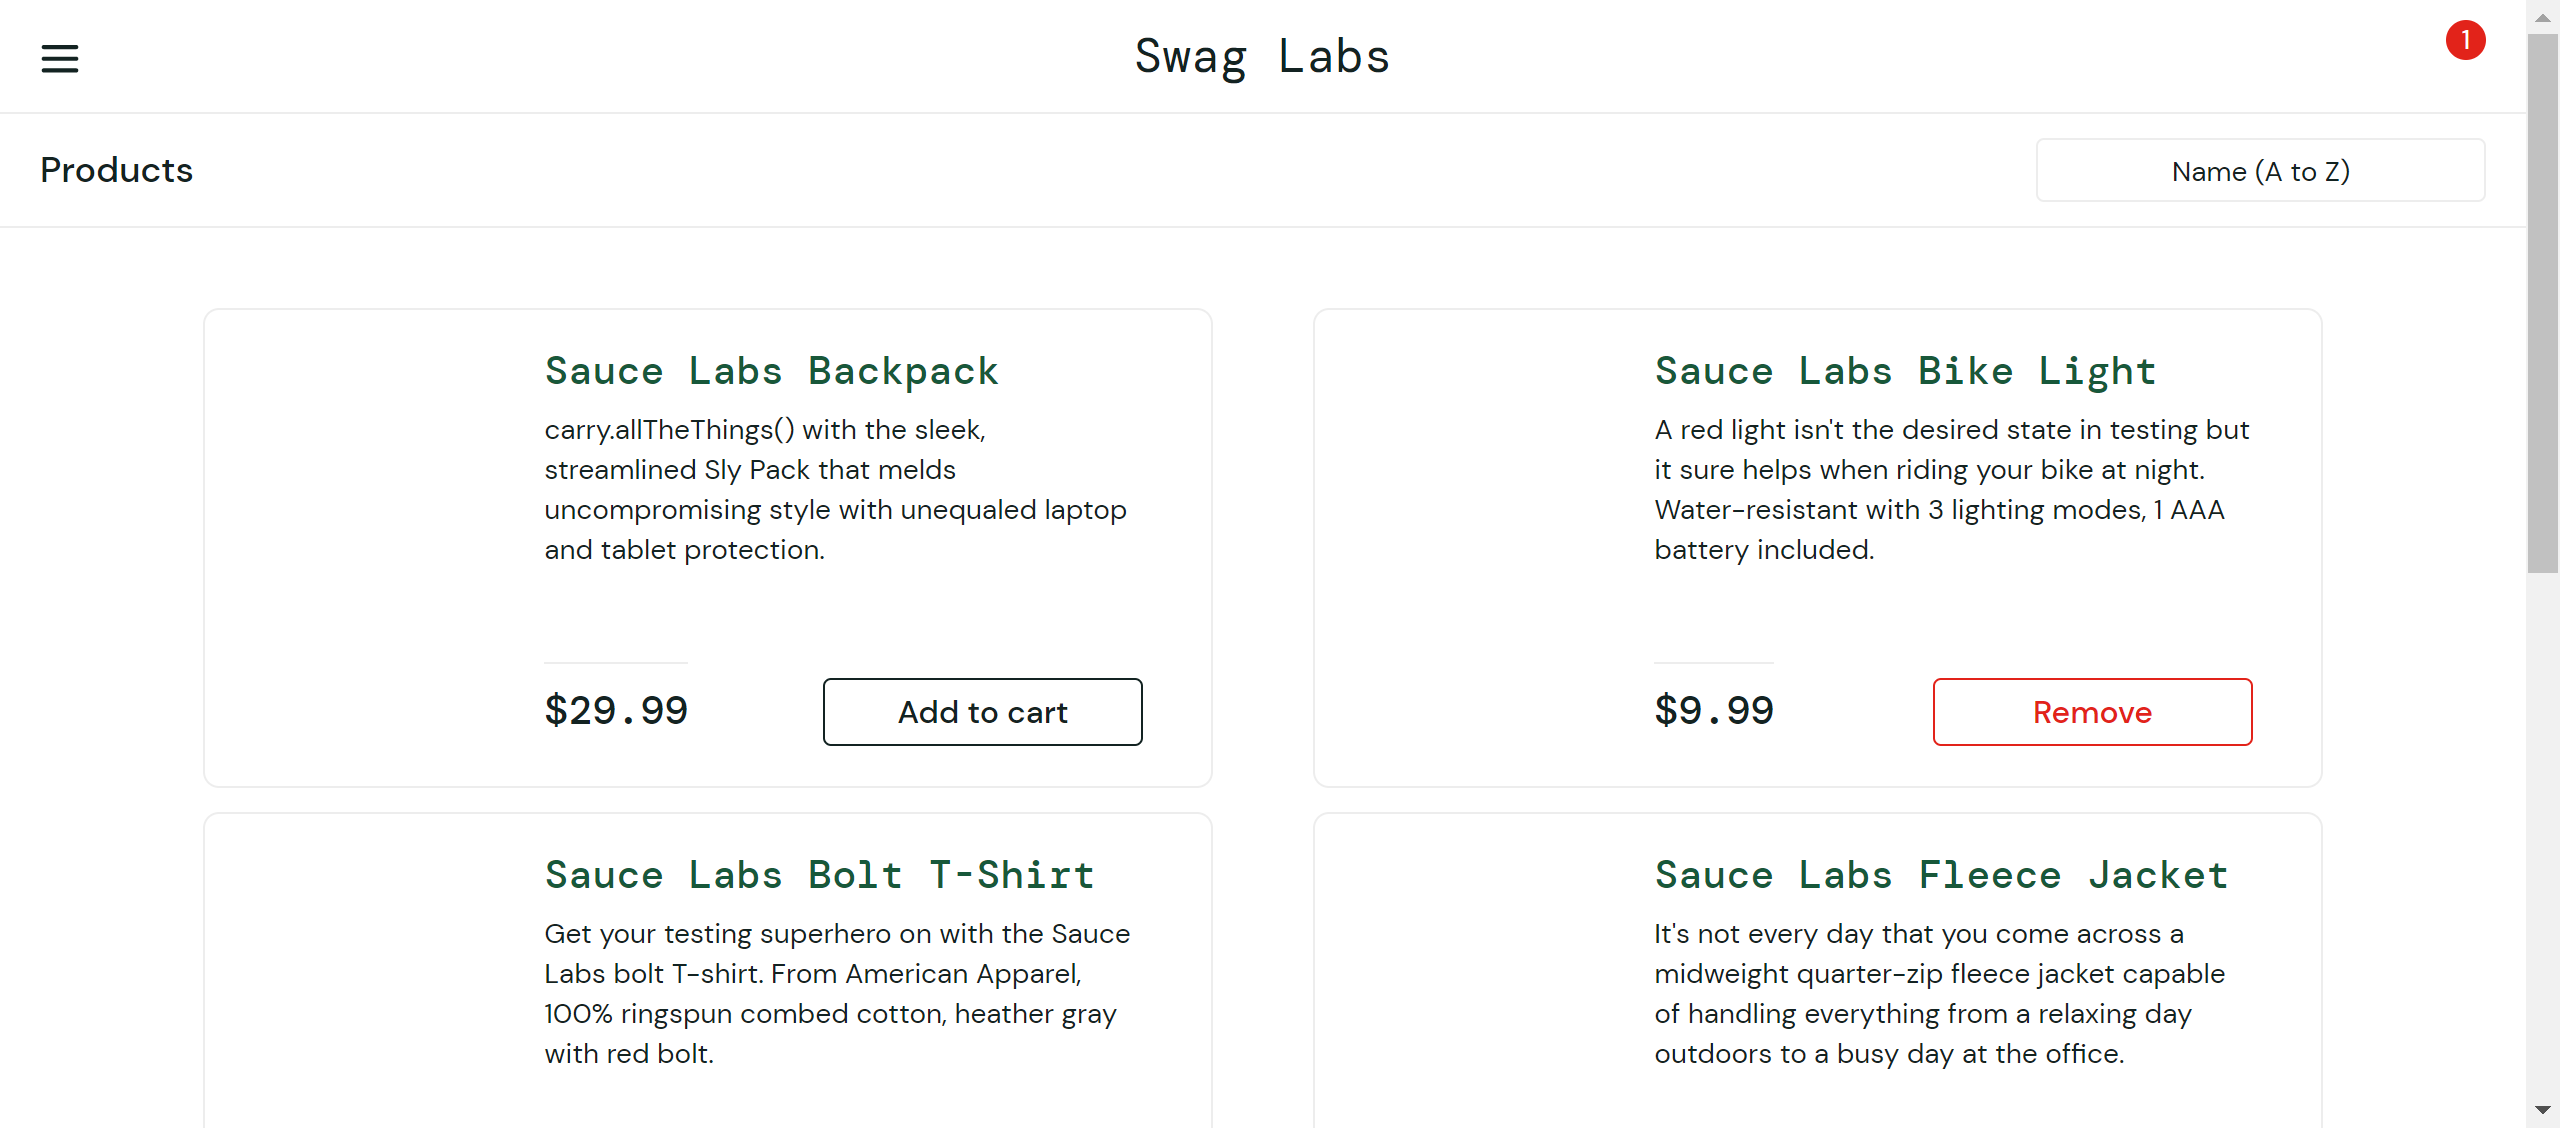 Swag Labs
1
Products
Name (A to Z)
Sauce Labs Backpack
carry.allTheThings() with the sleek,
streamlined Sly Pack that melds
uncompromising style with unequaled laptop
and tablet protection.
$29.99
Add to cart
Sauce Labs Bike Light
A red light isn't the desired state in testing but
it sure helps when riding your bike at night.
Water-resistant with 3 lighting modes, 1 AAA
battery included.
$9.99
Remove
Sauce Labs Bolt T-Shirt
Get your testing superhero on with the Sauce
Labs bolt T-shirt. From American Apparel,
100% ringspun combed cotton, heather gray
with red bolt.
Sauce Labs Fleece Jacket
It's not every day that you come across a
midweight quarter-zip fleece jacket capable
of handling everything from a relaxing day
outdoors to a busy day at the office.